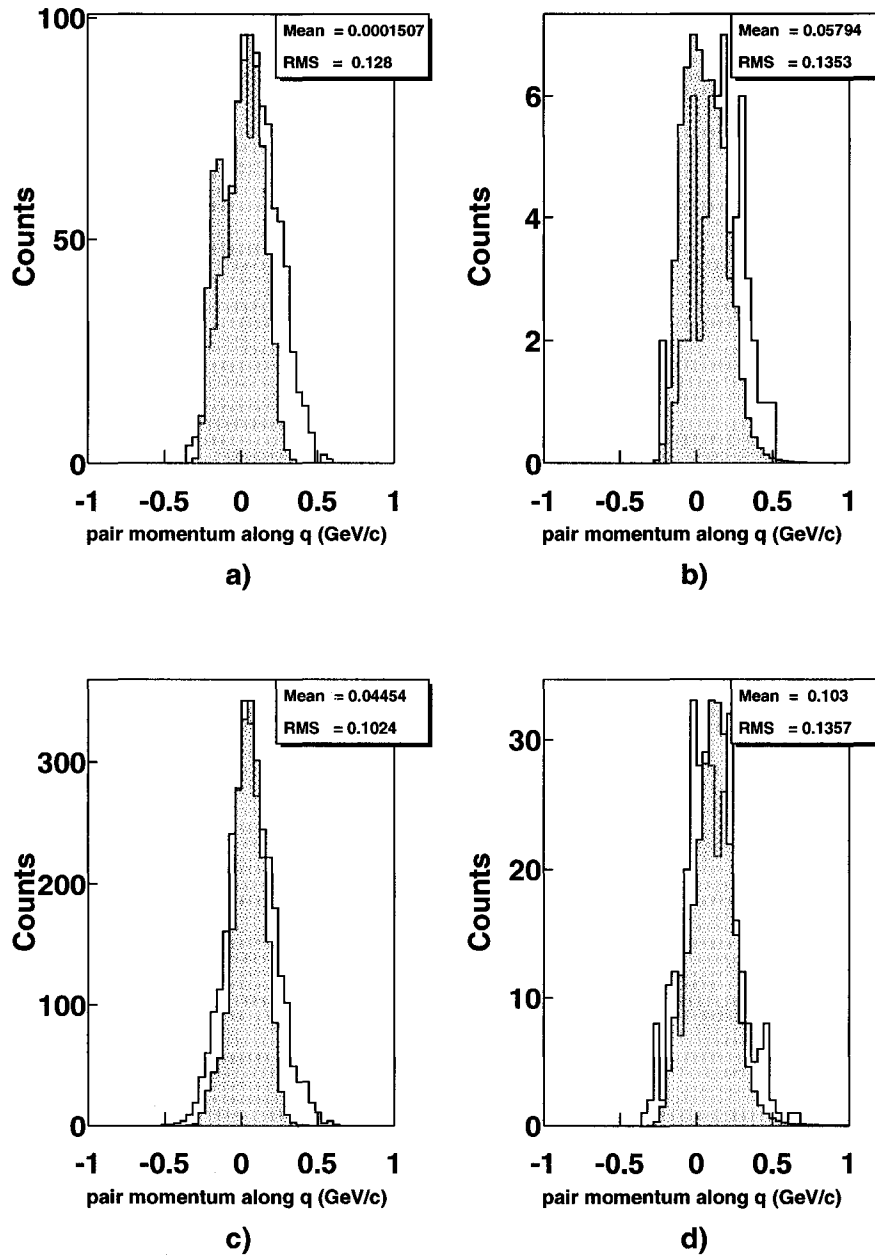 Mean = 0.0001507
RMS = 0.128
100
50
0
Counts
-1 -0.5 0 0.5 1
pair momentum along q (GeV/c)
a)
Mean = 0.05794
RMS = 0.1353
6
4
2
0
Counts
-1 -0.5 0 0.5 1
pair momentum along q (GeV/c)
b)
Mean = 0.04454
RMS = 0.1024
300
200
100
0
Counts
-1 -0.5 0 0.5 1
pair momentum along q (GeV/c)
c)
Mean = 0.103
RMS = 0.1357
30
20
10
0
Counts
-1 -0.5 0 0.5 1
pair momentum along q (GeV/c)
d)